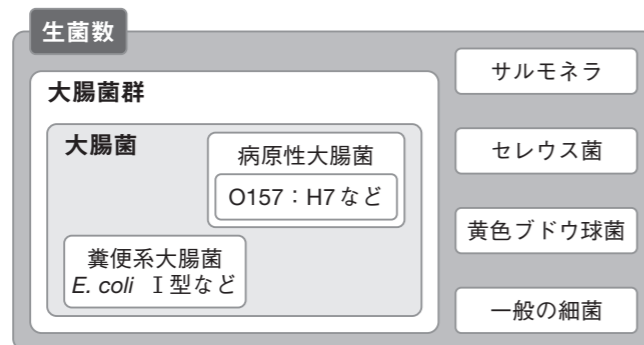 生菌数
大腸菌群
大腸菌
病原性大腸菌
O157：H7など
糞便系大腸菌
E. coli Ⅰ型など
サルモネラ
セレウス菌
黄色ブドウ球菌
一般の細菌